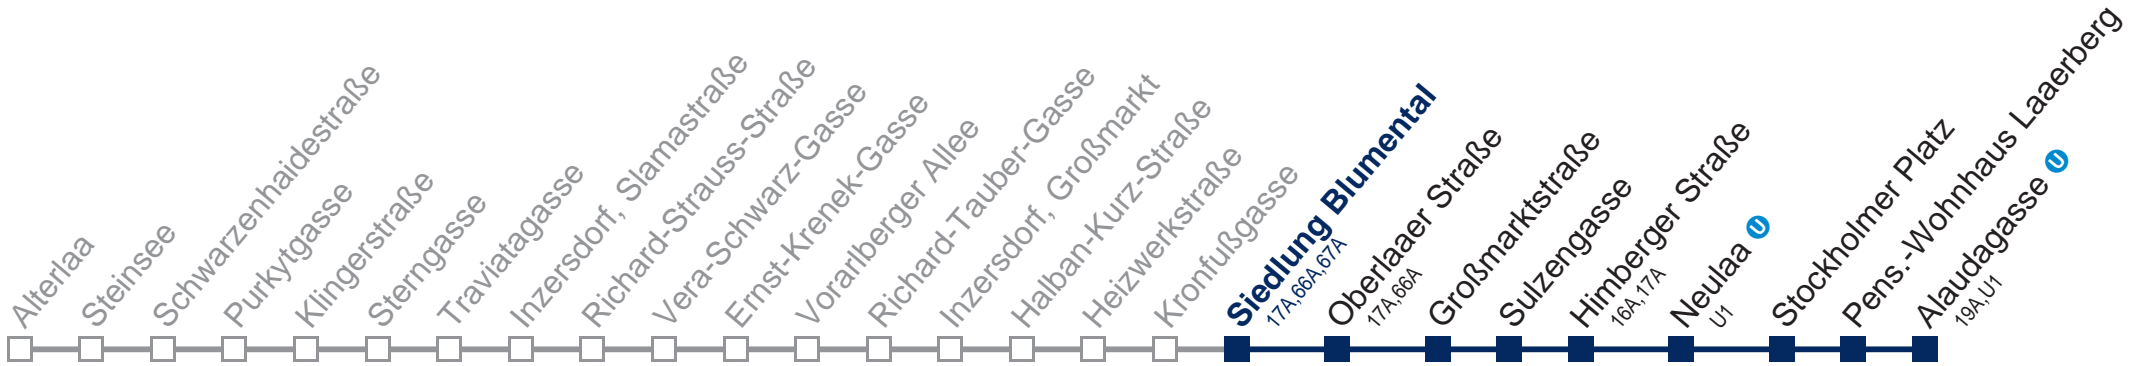 Alterlaa
Steinsee
Schwarzenhaidestraße
Purkytgasse
Klingerstraße
Sterngasse
Traviatagasse
Inzersdorf, Slamastraße
Richard-Strauss-Straße
Vera-Schwarz-Gasse
Ernst-Krenek-Gasse
Vorarlberger Allee
Richard-Tauber-Gasse
Inzersdorf, Großmarkt
Halban-Kurz-Straße
Heizwerkstraße
Kronfußgasse
Siedlung Blumental
17A,66A,67A
Oberlaaer Straße
17A,66A
Großmarktstraße
Sulzengasse
Himberger Straße
16A,17A
Neulaa U
U1
Stockholmer Platz
Pens.-Wohnhaus Laaerberg
Alaudagasse U
19A,U1